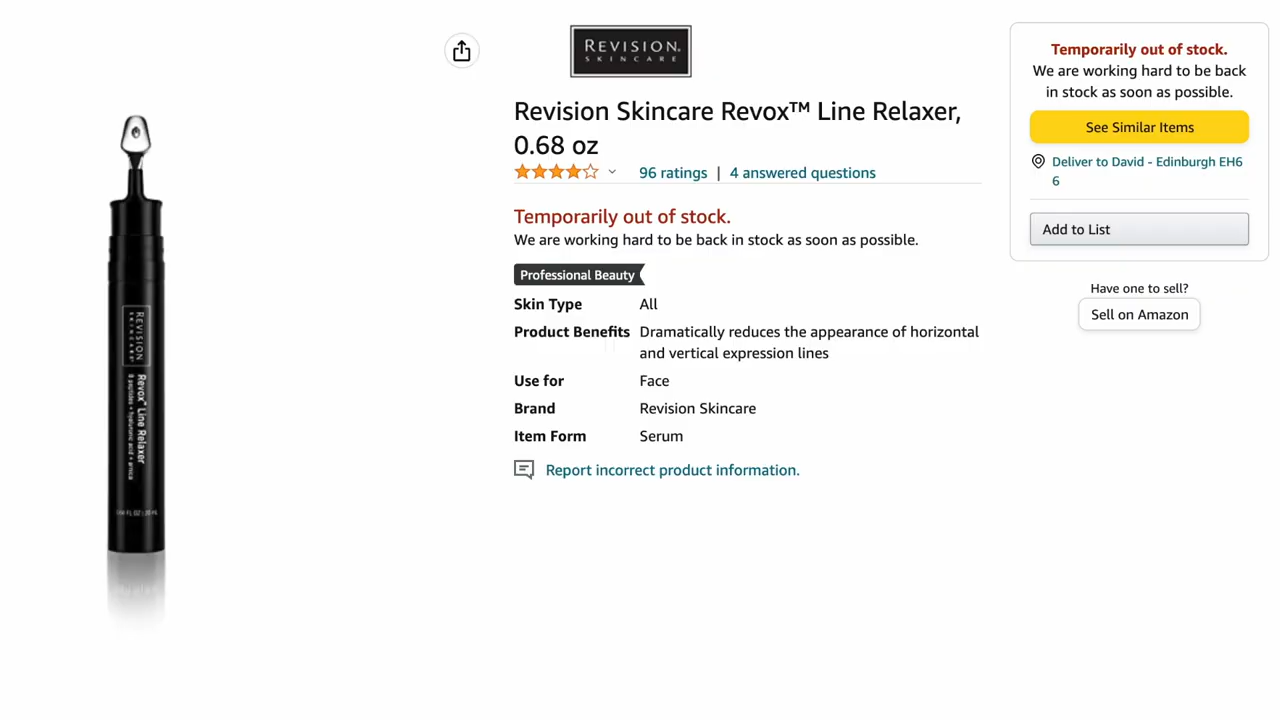 REVISION.
SKINCARE
Revision Skincare Revox™ Line Relaxer,
0.68 oz
96 ratings | 4 answered questions
Temporarily out of stock.
We are working hard to be back in stock as soon as possible.
Professional Beauty
Skin Type All
Product Benefits Dramatically reduces the appearance of horizontal
and vertical expression lines
Use for Face
Brand Revision Skincare
Item Form Serum
Report incorrect product information.
Temporarily out of stock.
We are working hard to be back
in stock as soon as possible.
See Similar Items
Deliver to David - Edinburgh EH6
6
Add to List
Have one to sell?
Sell on Amazon
REVISION
SKINCARE
Revox™ Line Relaxer
8 peptides + hyaluronic acid + arnica